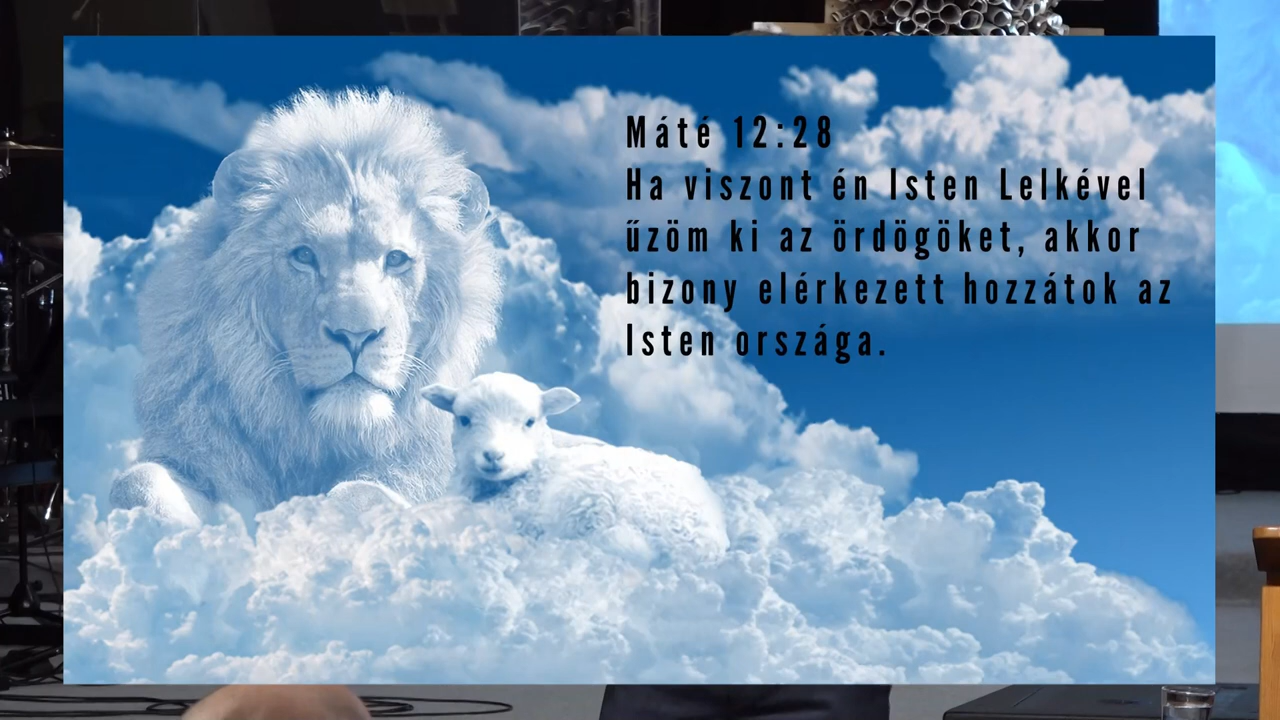 Máté 12:28
Ha viszont én Isten Lelkével
űzöm ki az ördögöket, akkor
bizony elérkezett hozzátok az
Isten országa.